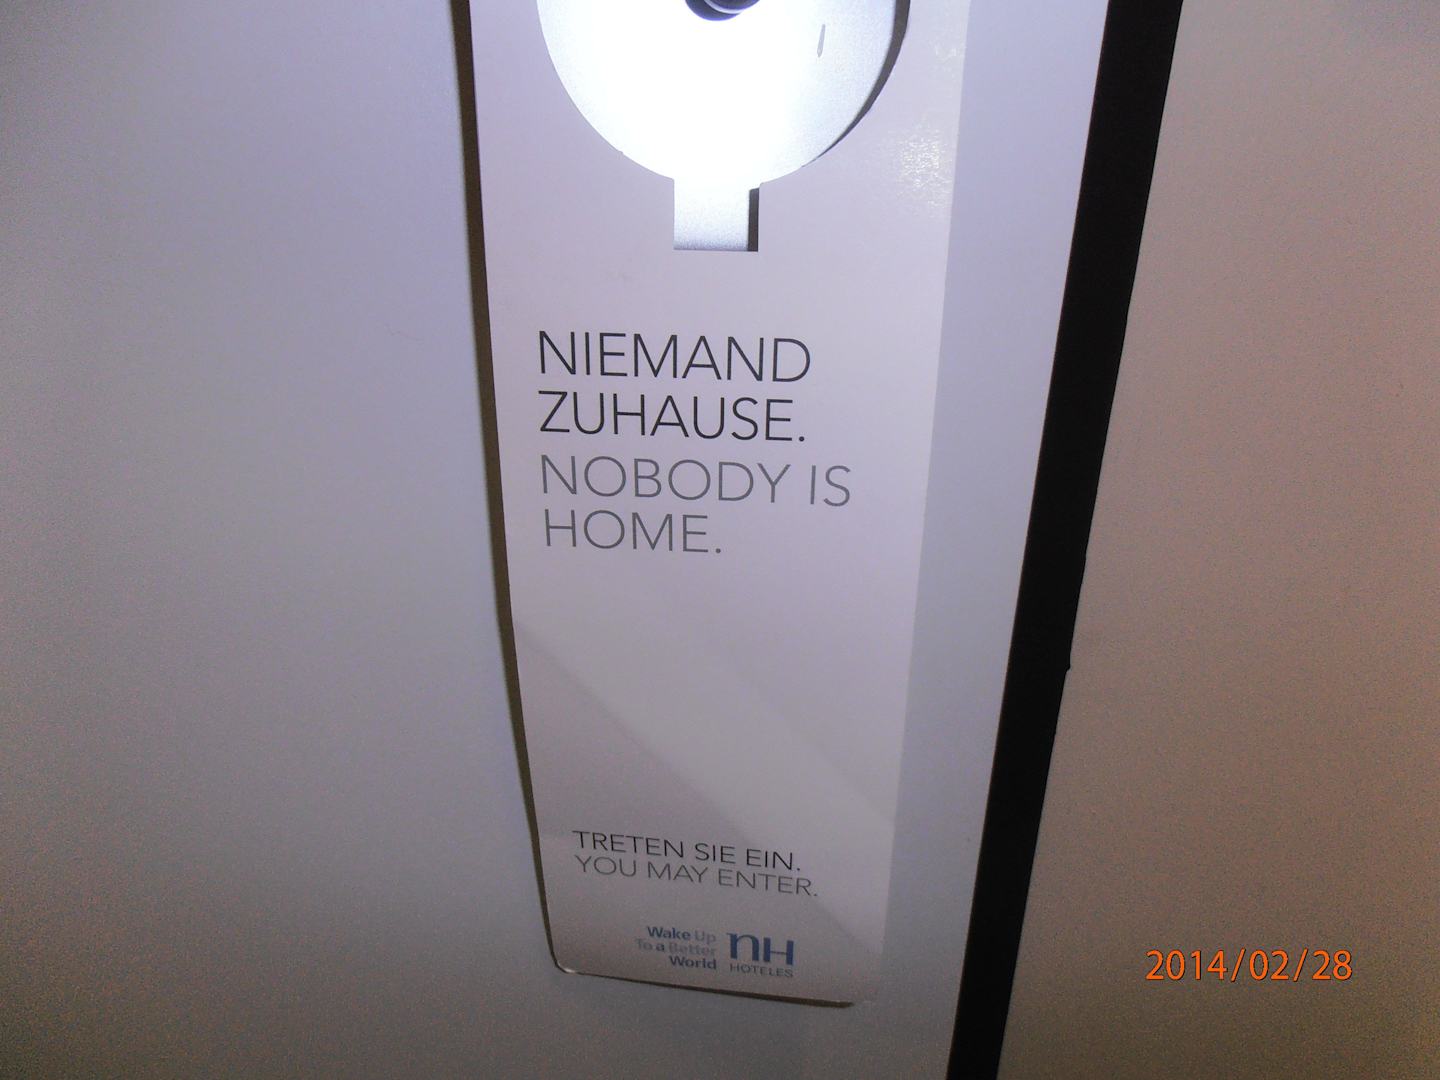 NIEMAND
ZUHAUSE.
NOBODY IS
HOME.
TRETEN SIE EIN.
YOU MAY ENTER.
Wake Up
To a Better
World
nH
HOTELES
2014/02/28